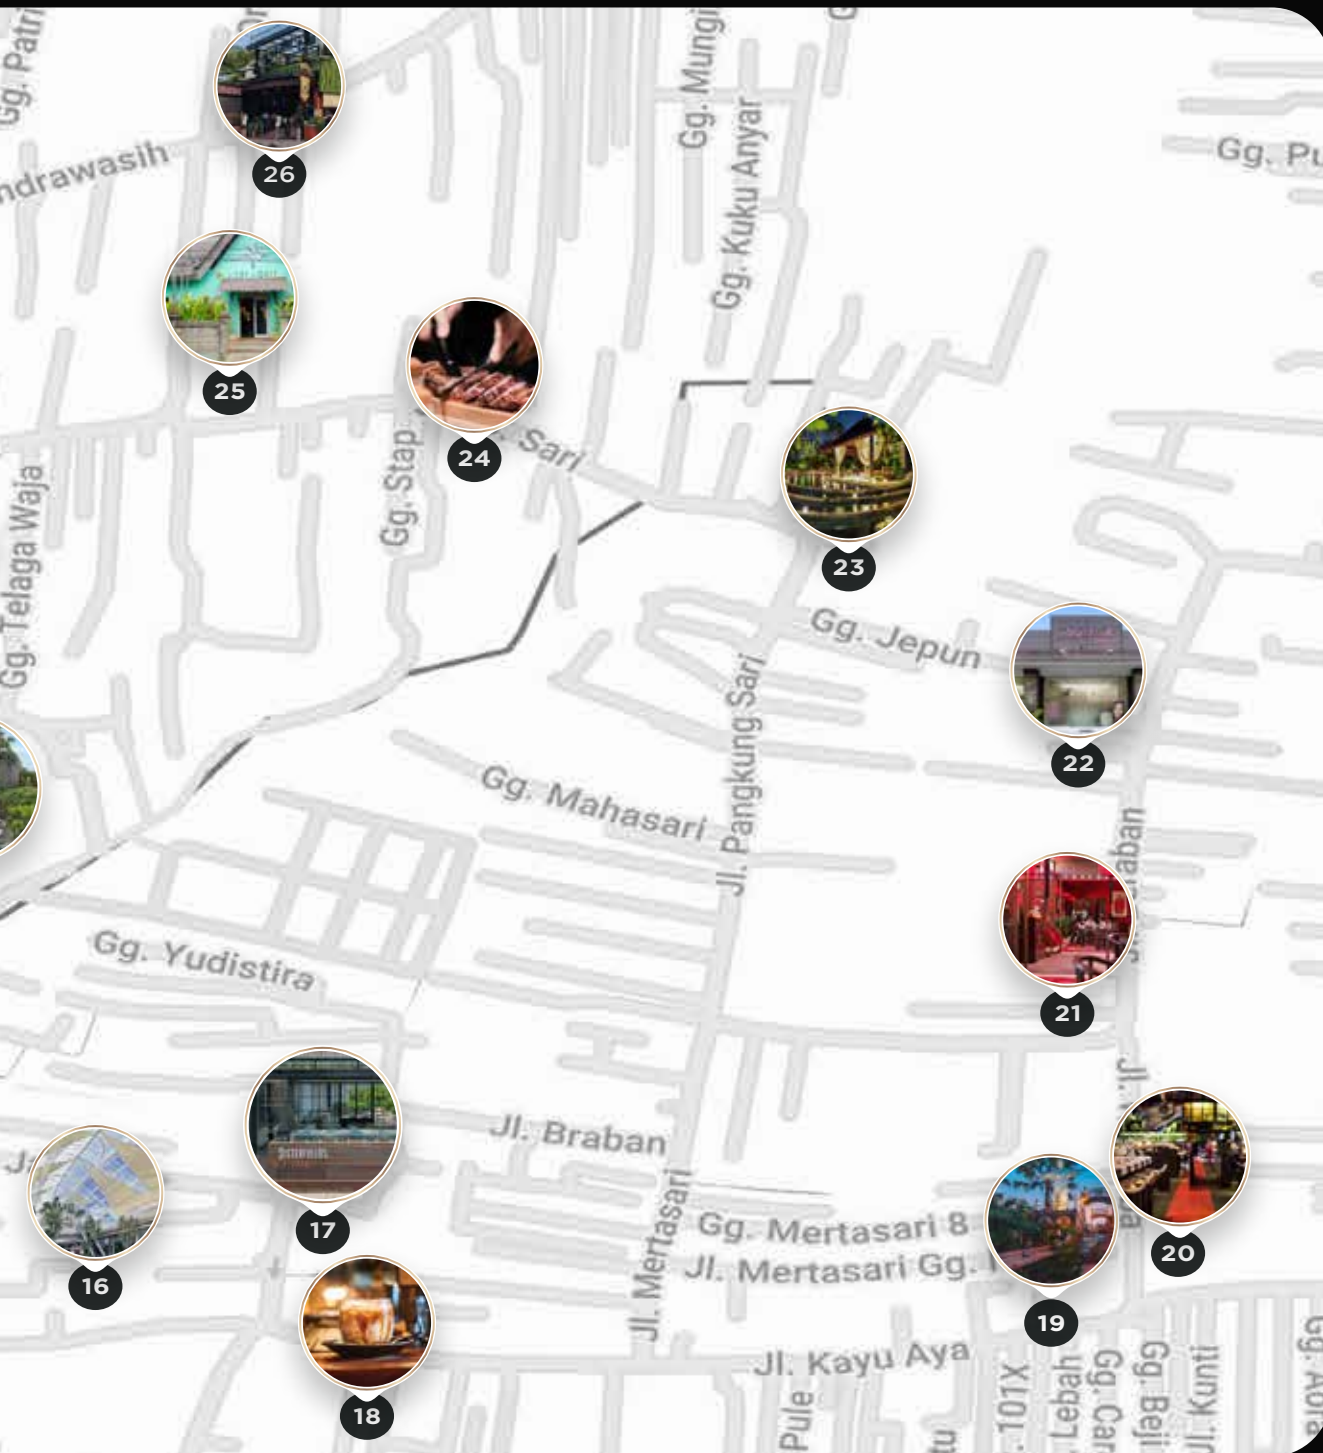 Gg. Patri
Gg. Mungi
26
ndrawasih
Gg. Kuku Anyar
Gg. Pu
25
24
. Sari
Gg. Stap
Gg. Telaga Waja
23
Gg. Jepun
22
Jl. Pangkung Sari
Gg. Mahasari
raban
Gg. Yudistira
21
Jl. Braban
17
16
Jl. Mertasari
Gg. Mertasari 8
Jl. Mertasari Gg.
20
19
Jl. Kayu Aya
18
Pule
tu
. 101X
Lebah
Gg. Car
Gg. Beji
Jl. Kunti